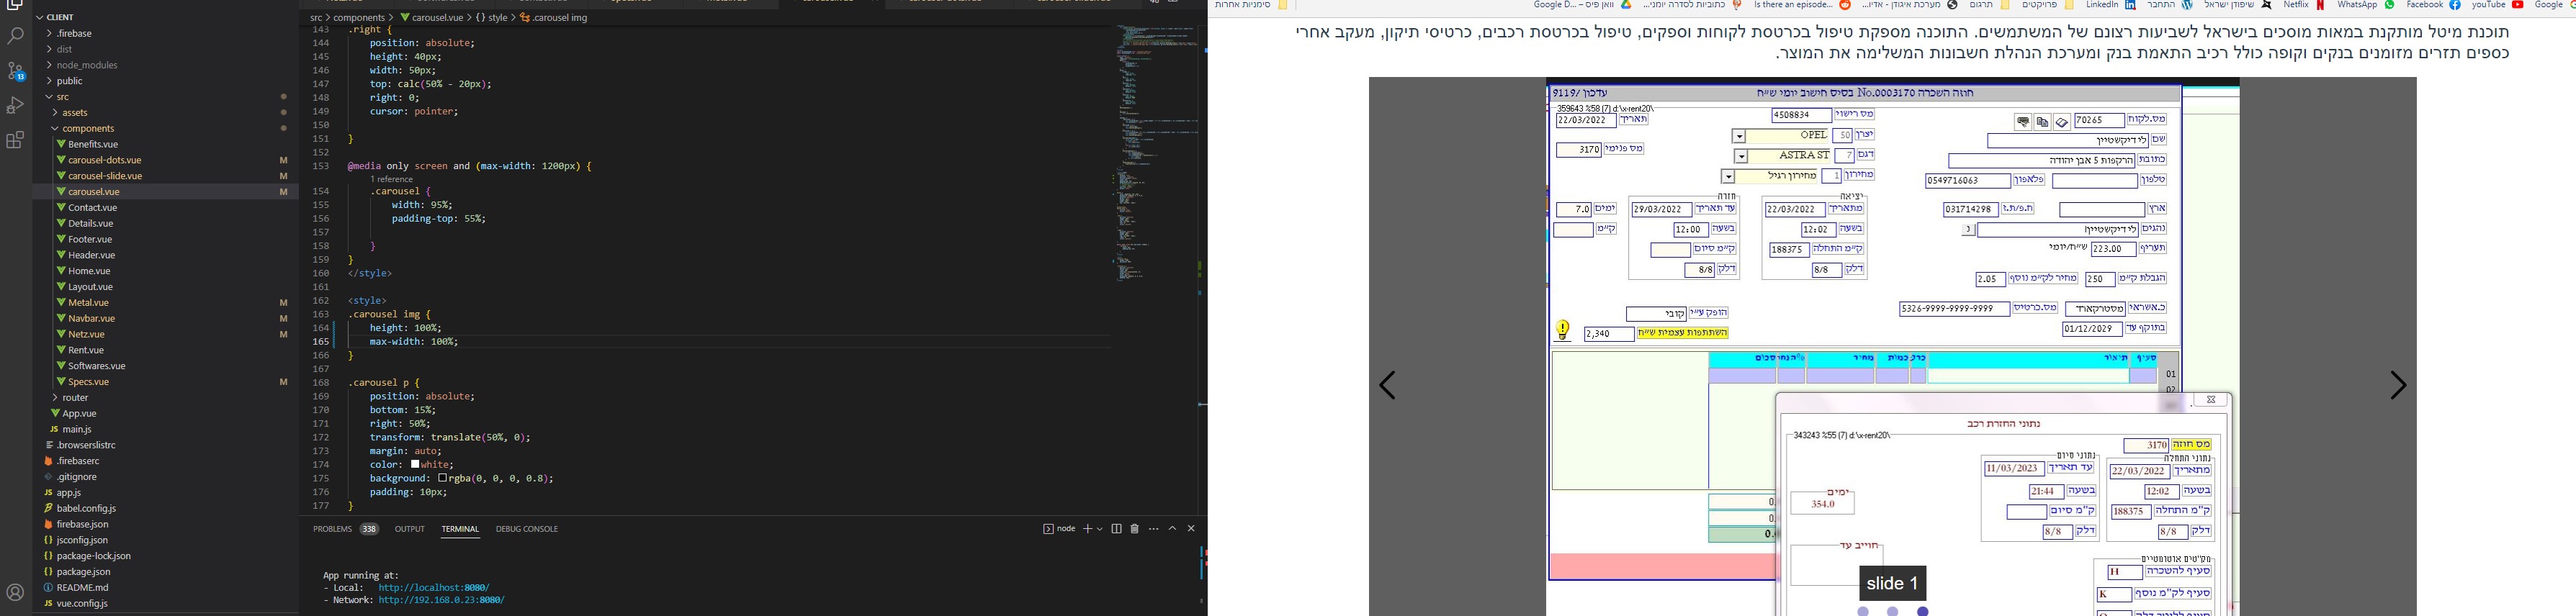 CLIENT
.firebase
dist
node_modules
public
src
assets
components
Benefits.vue
carousel-dots.vue M
carousel-slide.vue M
carousel.vue M
Contact.vue
Details.vue
Footer.vue
Header.vue
Home.vue
Layout.vue
Metal.vue M
Navbar.vue M
Netz.vue M
Rent.vue
Softwares.vue
Specs.vue M
router
App.vue
main.js
.browserslistrc
.firebaserc
.gitignore
app.js
babel.config.js
firebase.json
jsconfig.json
package-lock.json
package.json
README.md
vue.config.js
13
src > components > carousel.vue > {} style > .carousel img
143 .right {
144 position: absolute;
145 height: 40px;
146 width: 50px;
147 top: calc(50% - 20px);
148 right: 0;
149 cursor: pointer;
150
151 }
152
153 @media only screen and (max-width: 1200px) {
1 reference
154 .carousel {
155 width: 95%;
156 padding-top: 55%;
157
158 }
159 }
160 </style>
161
162 <style>
163 .carousel img {
164 height: 100%;
165 max-width: 100%;
166 }
167
168 .carousel p {
169 position: absolute;
170 bottom: 15%;
171 right: 50%;
172 transform: translate(50%, 0);
173 margin: auto;
174 color: white;
175 background: rgba(0, 0, 0, 0.8);
176 padding: 10px;
177 }
PROBLEMS 338 OUTPUT TERMINAL DEBUG CONSOLE
node
App running at:
- Local: http://localhost:8080/
- Network: http://192.168.0.23:8080/
Google
youTube
Facebook
WhatsApp
Netflix
שיפודן ישראל
התחבר
LinkedIn
פרויקטים
תרגום
מערכת איגודן - אדיו...
Is there an episode...
כתוביות לסדרה יומני...
וואן פיס – Google D...
סימניות אחרות
תוכנת מיטל מותקנת במאות מוסכים בישראל לשביעות רצונם של המשתמשים. התוכנה מספקת טיפול בכרטסת לקוחות וספקים, טיפול בכרטסת רכבים, כרטיסי תיקון, מעקב אחרי
כספים תזרים מזומנים בנקים וקופה כולל רכיב התאמת בנק ומערכת הנהלת חשבונות המשלימה את המוצר.
חוזה השכרה No.0003170 בסיס חישוב יומי ש״ח
עדכון /9119
359643 %58 (7) d:\x-rent20\
מס.לקוח 70265
מס רישוי 4508834
תאריך 22/03/2022
שם לי דיקשטיין
יצרן 50 OPEL
מס פנימי 3170
כתובת הרקפות 5 אבן יהודה
דגם 7 ASTRA ST
טלפון
פלאפון 0549716063
מחירון 1 מחירון רגיל
ארץ
ח.פ/ת.ז 031714298
יציאה
מתאריך 22/03/2022
חזרה
עד תאריך 29/03/2022
ימים 7.0
נהגים לי דיקשטיין
בשעה 12:02
בשעה 12:00
ק״מ
תעריף 223.00 ש״ח/יומי
ק״מ התחלה 188375
ק״מ סיום
דלק 8/8
דלק 8/8
הגבלת ק״מ 250 מחיר לק״מ נוסף 2.05
כ.אשראי מסטרקארד
מס.כרטיס 5326-9999-9999-9999
הופק ע״י קובי
בתוקף עד 01/12/2029
השתתפות עצמית ש״ח 2,340
סעיף תיאור כמות מחיר
01
02
נתוני החזרת רכב
343243 %55 (7) d:\x-rent20\
מס חוזה 3170
נתוני התחלה
מתאריך 22/03/2022
נתוני סיום
עד תאריך 11/03/2023
בשעה 12:02
בשעה 21:44
ימים
354.0
ק"מ התחלה 188375
ק"מ סיום
דלק 8/8
דלק 8/8
חוייב עד
מק״טים אוטומטיים
סעיף להשכרה H
סעיף לק"מ נוסף K
slide 1